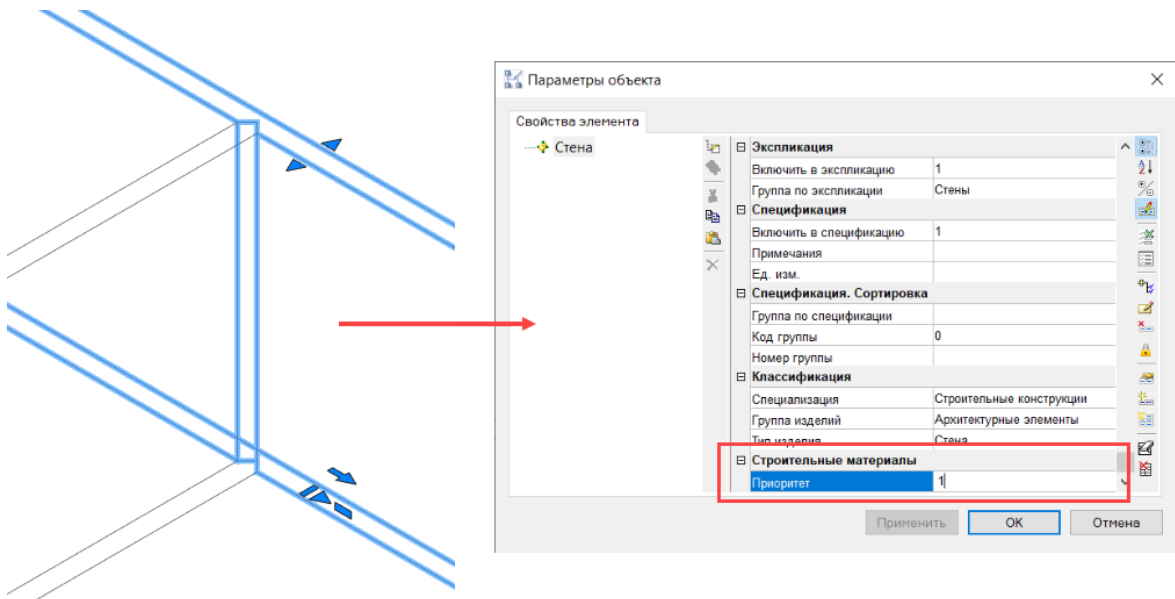 Параметры объекта
Свойства элемента
Стена
Экспликация
Включить в экспликацию 1
Группа по экспликации Стены
Спецификация
Включить в спецификацию 1
Примечания
Ед. изм.
Спецификация. Сортировка
Группа по спецификации
Код группы 0
Номер группы
Классификация
Специализация Строительные конструкции
Группа изделий Архитектурные элементы
Тип изделия Стена
Строительные материалы
Приоритет 1
Применить ОК Отмена